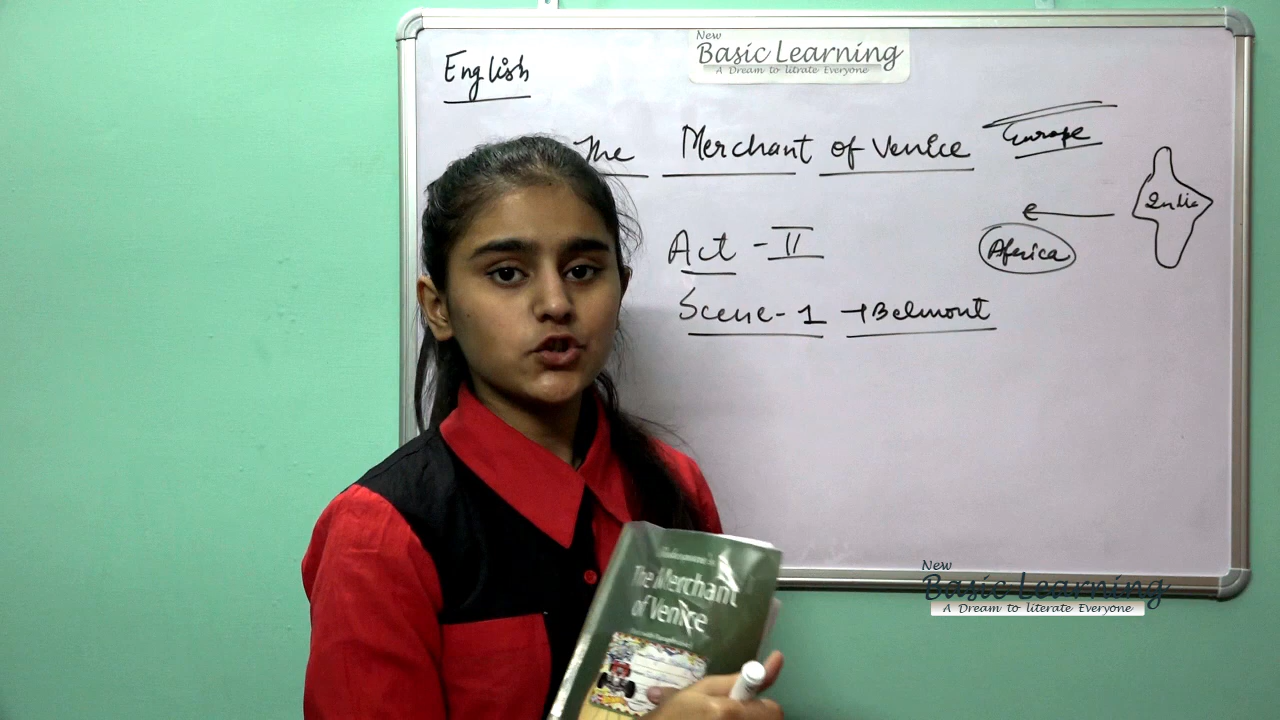 New
Basic Learning
A Dream to litrate Everyone
English
The Merchant of Venice
Europe
India
Act - II
Africa
Scene - 1 → Belmont
The Merchant
of Venice
New
Basic Learning
A Dream to literate Everyone